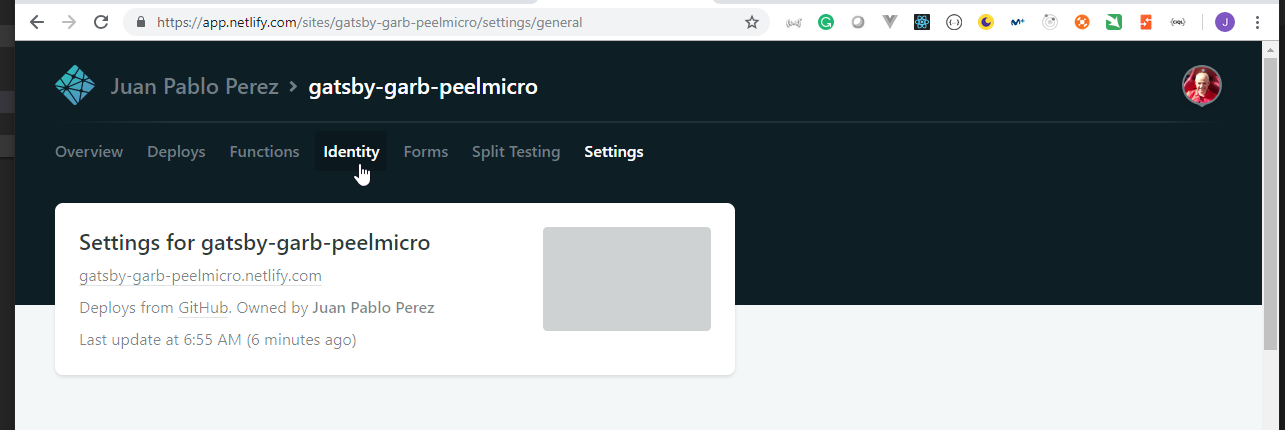 https://app.netlify.com/sites/gatsby-garb-peelmicro/settings/general
J
Juan Pablo Perez > gatsby-garb-peelmicro
Overview Deploys Functions Identity Forms Split Testing Settings
Settings for gatsby-garb-peelmicro
gatsby-garb-peelmicro.netlify.com
Deploys from GitHub. Owned by Juan Pablo Perez
Last update at 6:55 AM (6 minutes ago)